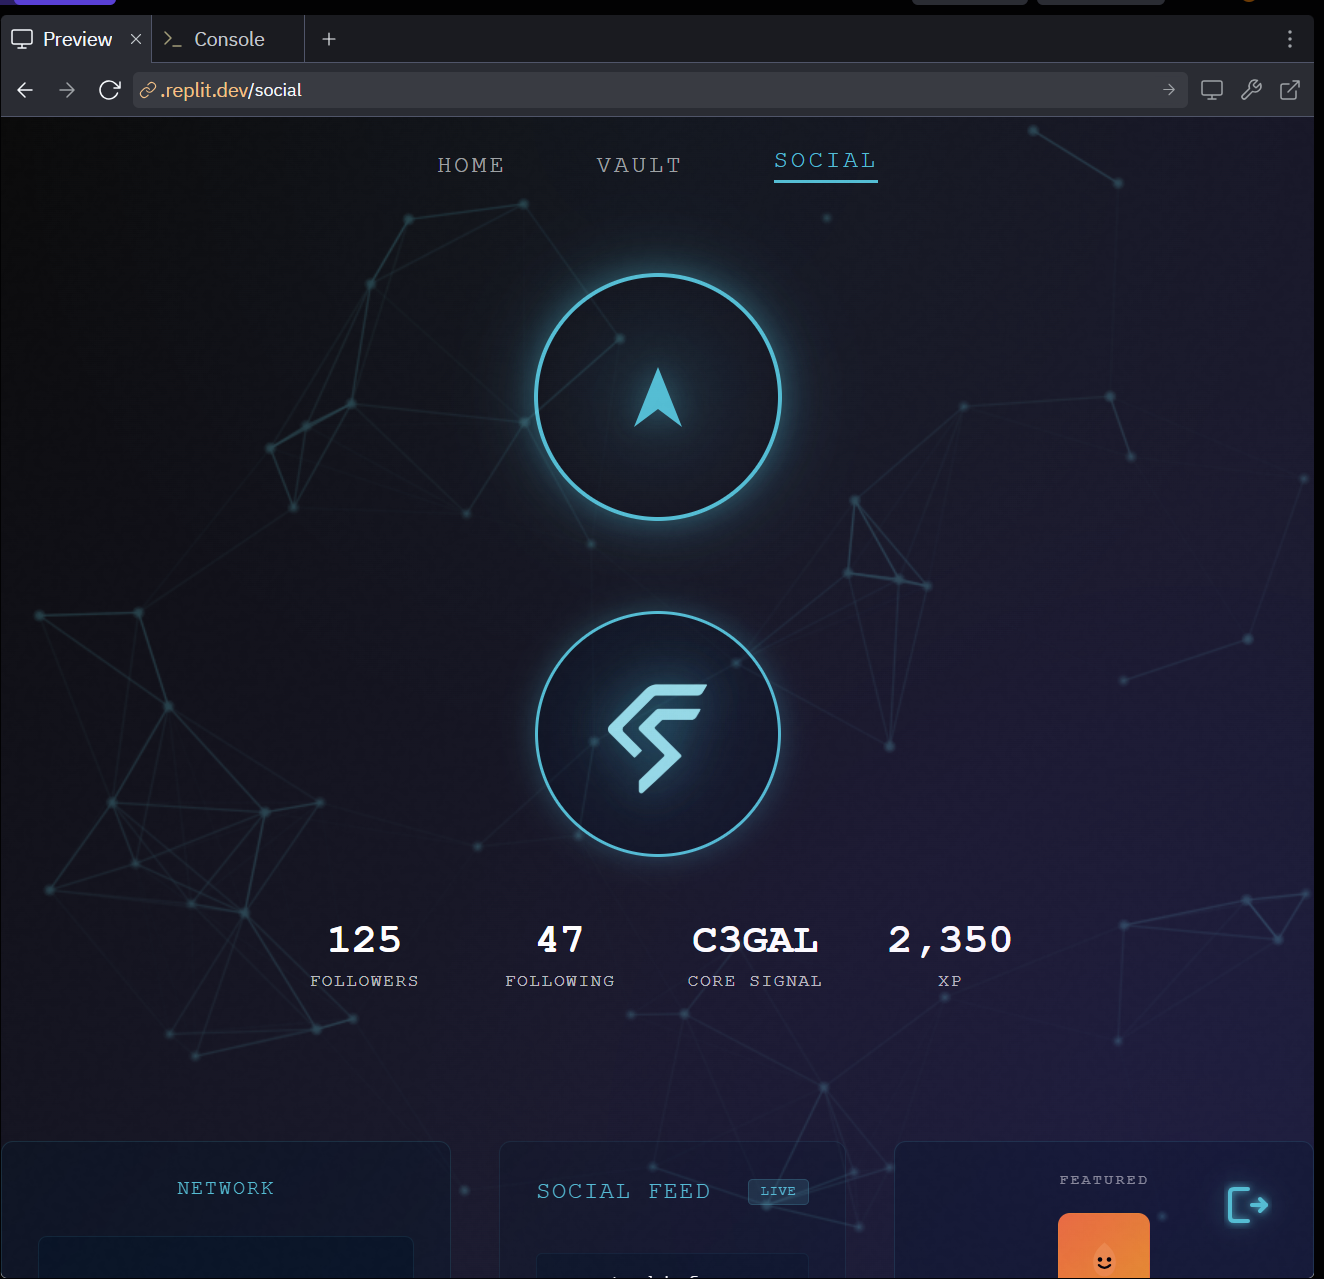 Preview
Console
.replit.dev/social
HOME VAULT SOCIAL
125 47 C3GAL 2,350
FOLLOWERS FOLLOWING CORE SIGNAL XP
NETWORK
SOCIAL FEED LIVE
FEATURED